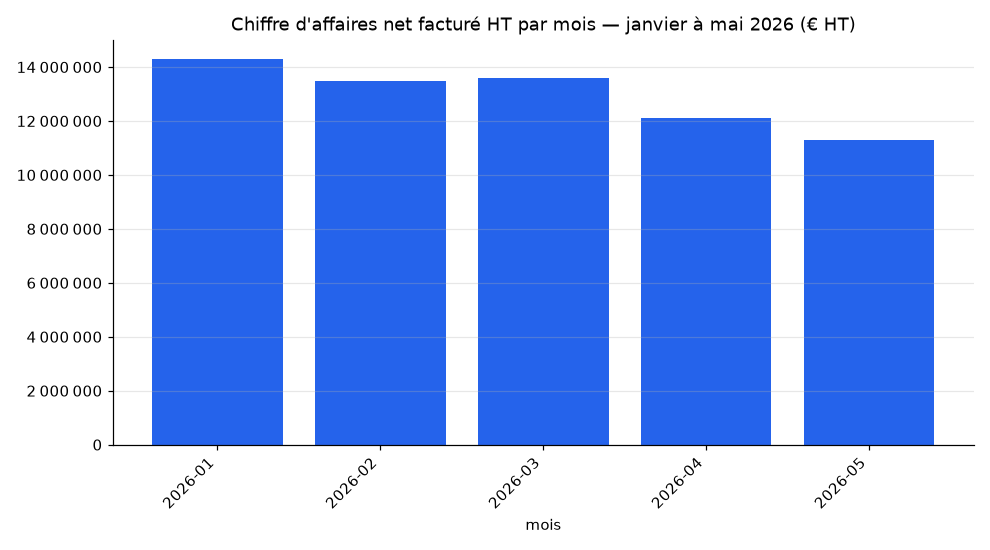 Chiffre d'affaires net facturé HT par mois — janvier à mai 2026 (€ HT)
14 000 000
12 000 000
10 000 000
8 000 000
6 000 000
4 000 000
2 000 000
0
2026-01
2026-02
2026-03
2026-04
2026-05
mois